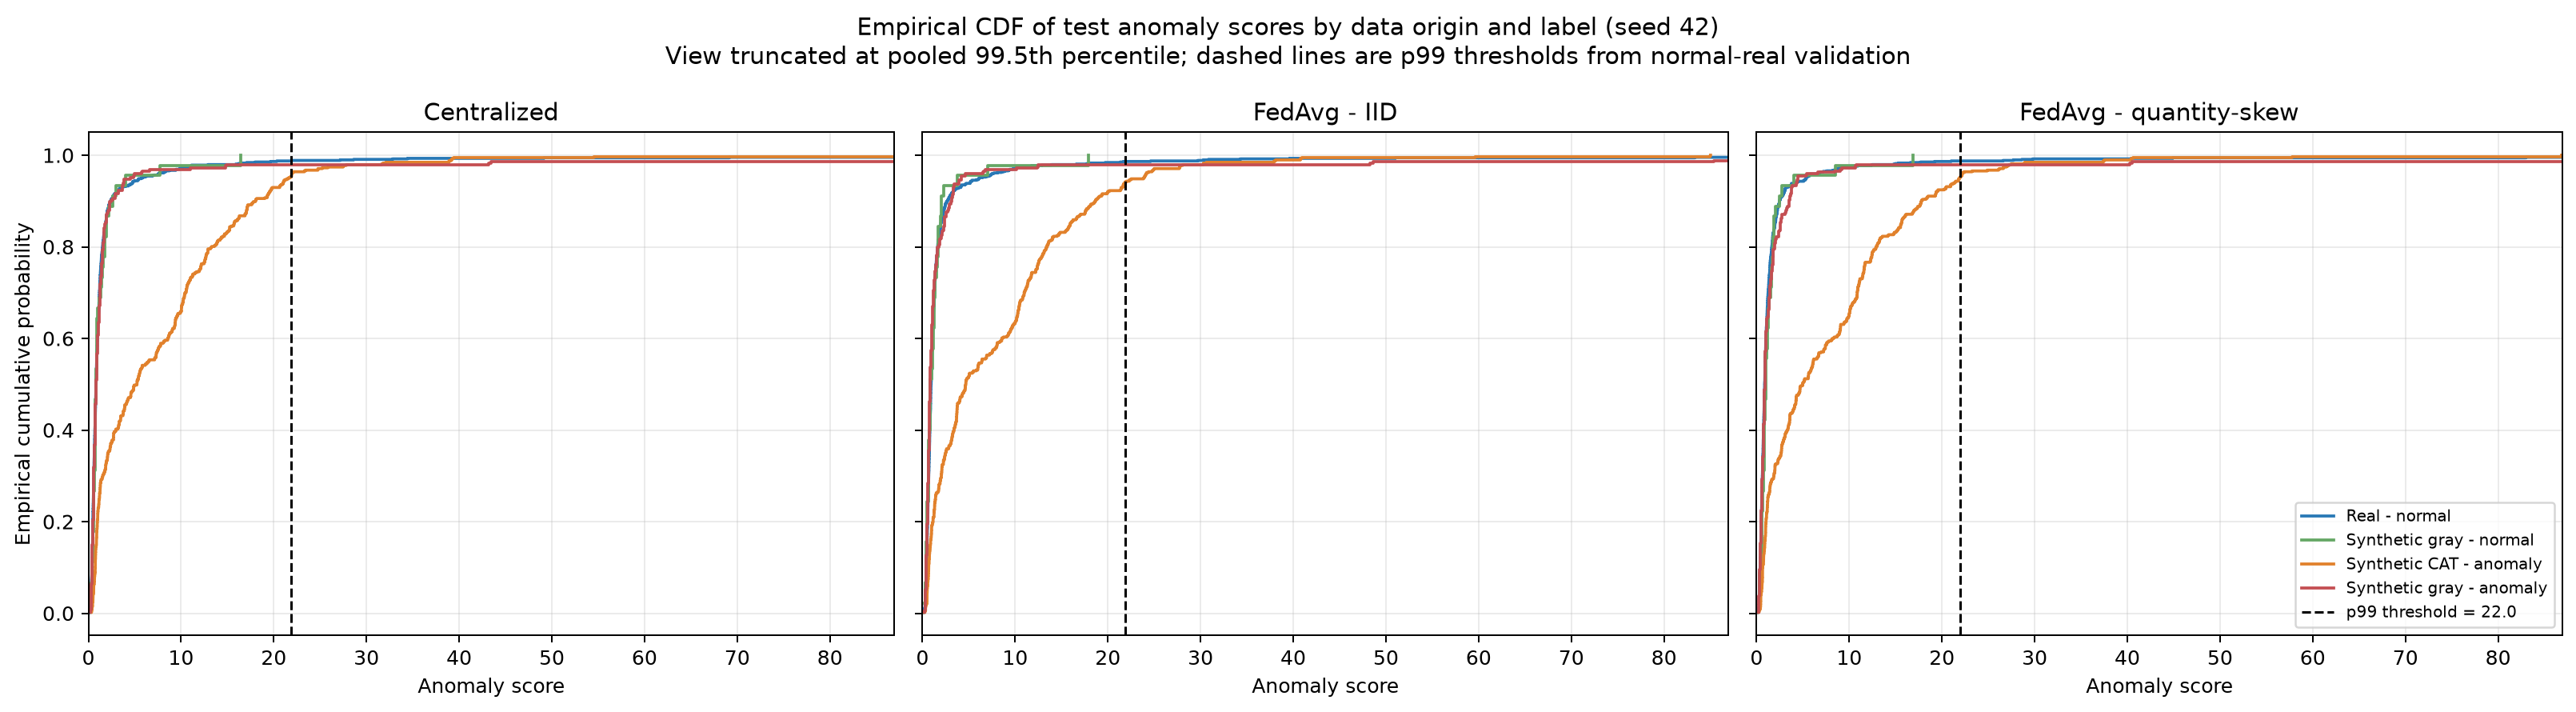 Empirical CDF of test anomaly scores by data origin and label (seed 42)
View truncated at pooled 99.5th percentile; dashed lines are p99 thresholds from normal-real validation
Centralized
FedAvg - IID
FedAvg - quantity-skew
Empirical cumulative probability
1.0
0.8
0.6
0.4
0.2
0.0
0 10 20 30 40 50 60 70 80
0 10 20 30 40 50 60 70 80
0 10 20 30 40 50 60 70 80
Anomaly score
Anomaly score
Anomaly score
Real - normal
Synthetic gray - normal
Synthetic CAT - anomaly
Synthetic gray - anomaly
p99 threshold = 22.0